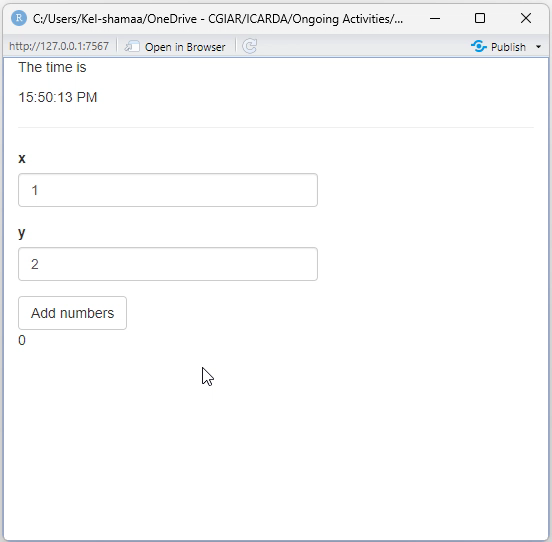 C:/Users/Kel-shamaa/OneDrive - CGIAR/ICARDA/Ongoing Activities/...
http://127.0.0.1:7567 Open in Browser Publish
The time is
15:50:13 PM
x
1
y
2
Add numbers
0